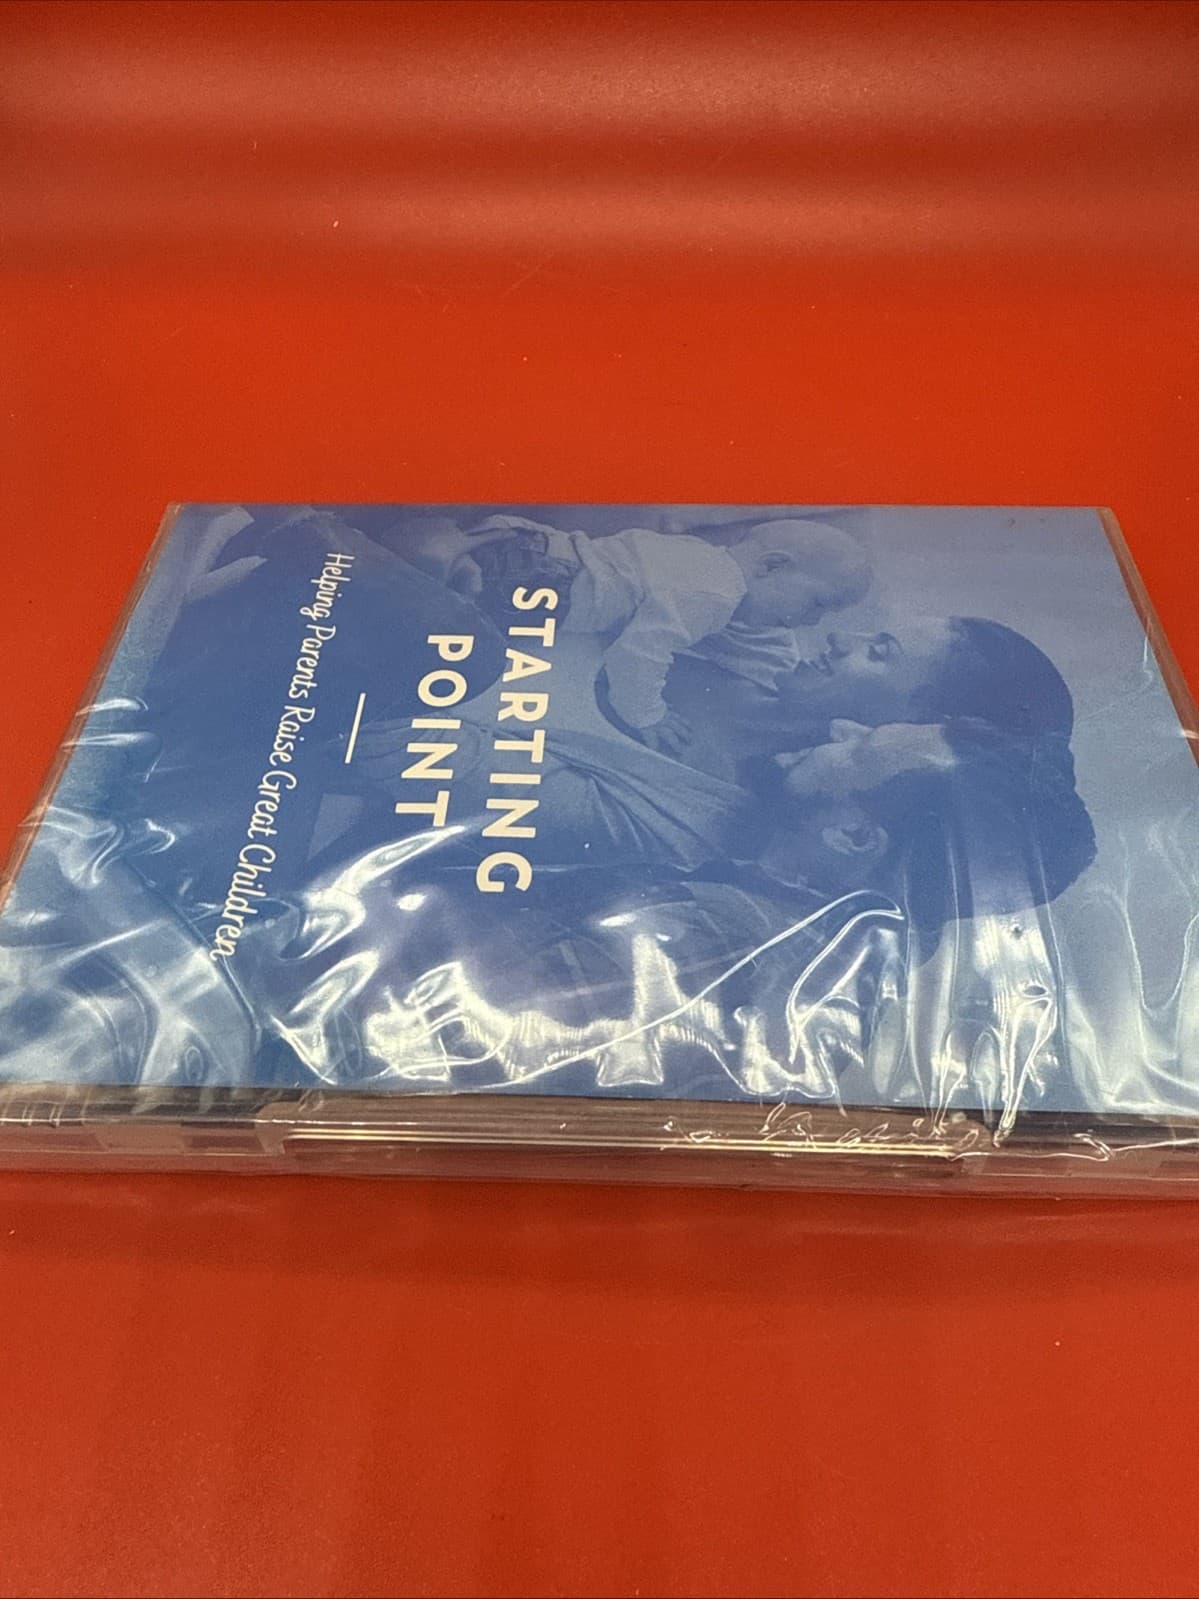 STARTING
POINT
Helping Parents Raise Great Children